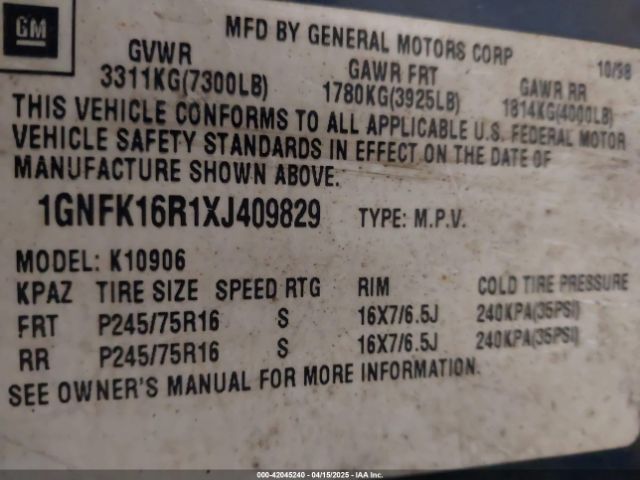 GM
MFD BY GENERAL MOTORS CORP
10/98
GVWR GAWR FRT GAWR RR
3311KG(7300LB) 1780KG(3925LB) 1814KG(4000LB)
THIS VEHICLE CONFORMS TO ALL APPLICABLE U.S. FEDERAL MOTOR
VEHICLE SAFETY STANDARDS IN EFFECT ON THE DATE OF
MANUFACTURE SHOWN ABOVE.
1GNFK16R1XJ409829 TYPE: M.P.V.
MODEL: K10906
KPAZ TIRE SIZE SPEED RTG RIM COLD TIRE PRESSURE
FRT P245/75R16 S 16X7/6.5J 240KPA(35PSI)
RR P245/75R16 S 16X7/6.5J 240KPA(35PSI)
SEE OWNER'S MANUAL FOR MORE INFORMATION.
000-42045240 - 04/15/2025 - IAA Inc.